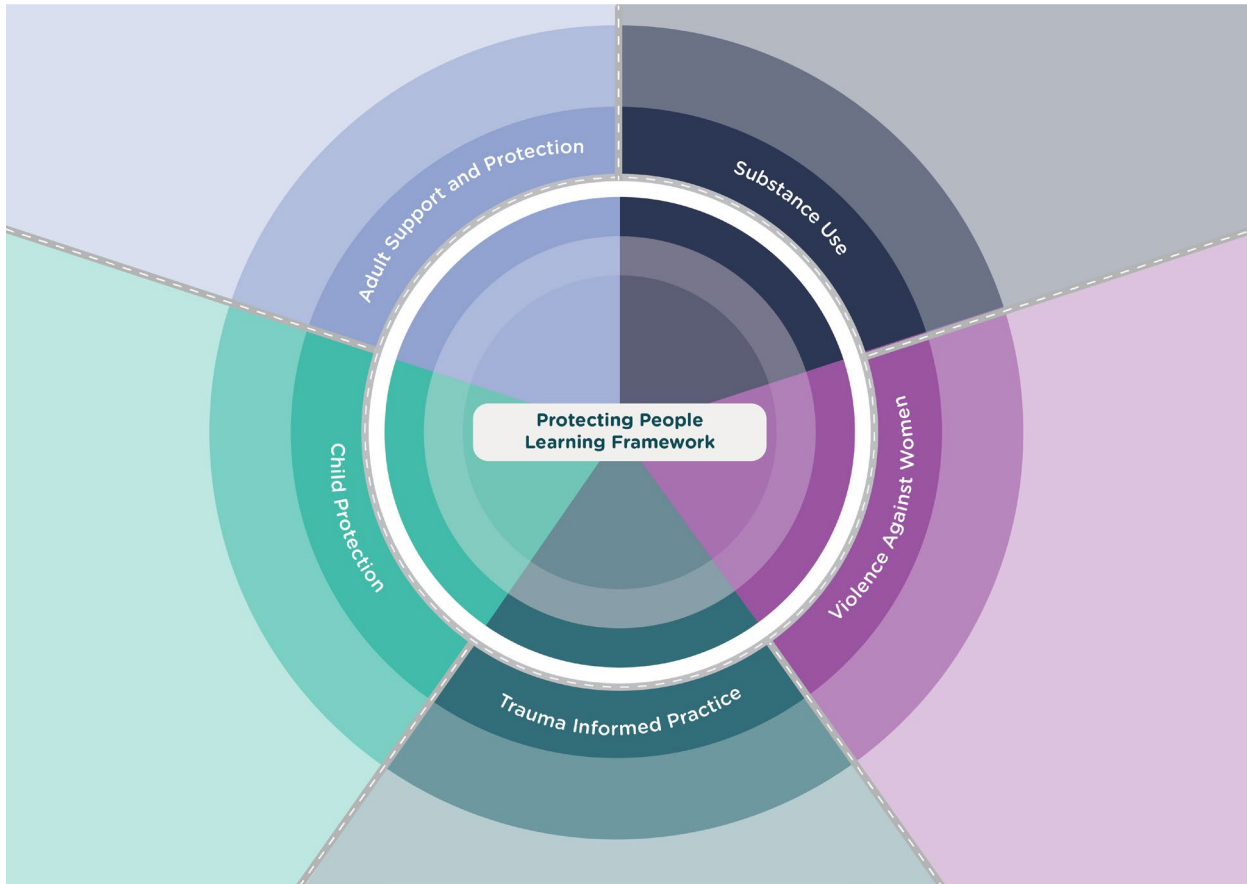 Adult Support and Protection
Substance Use
Protecting People
Learning Framework
Child Protection
Violence Against Women
Trauma Informed Practice